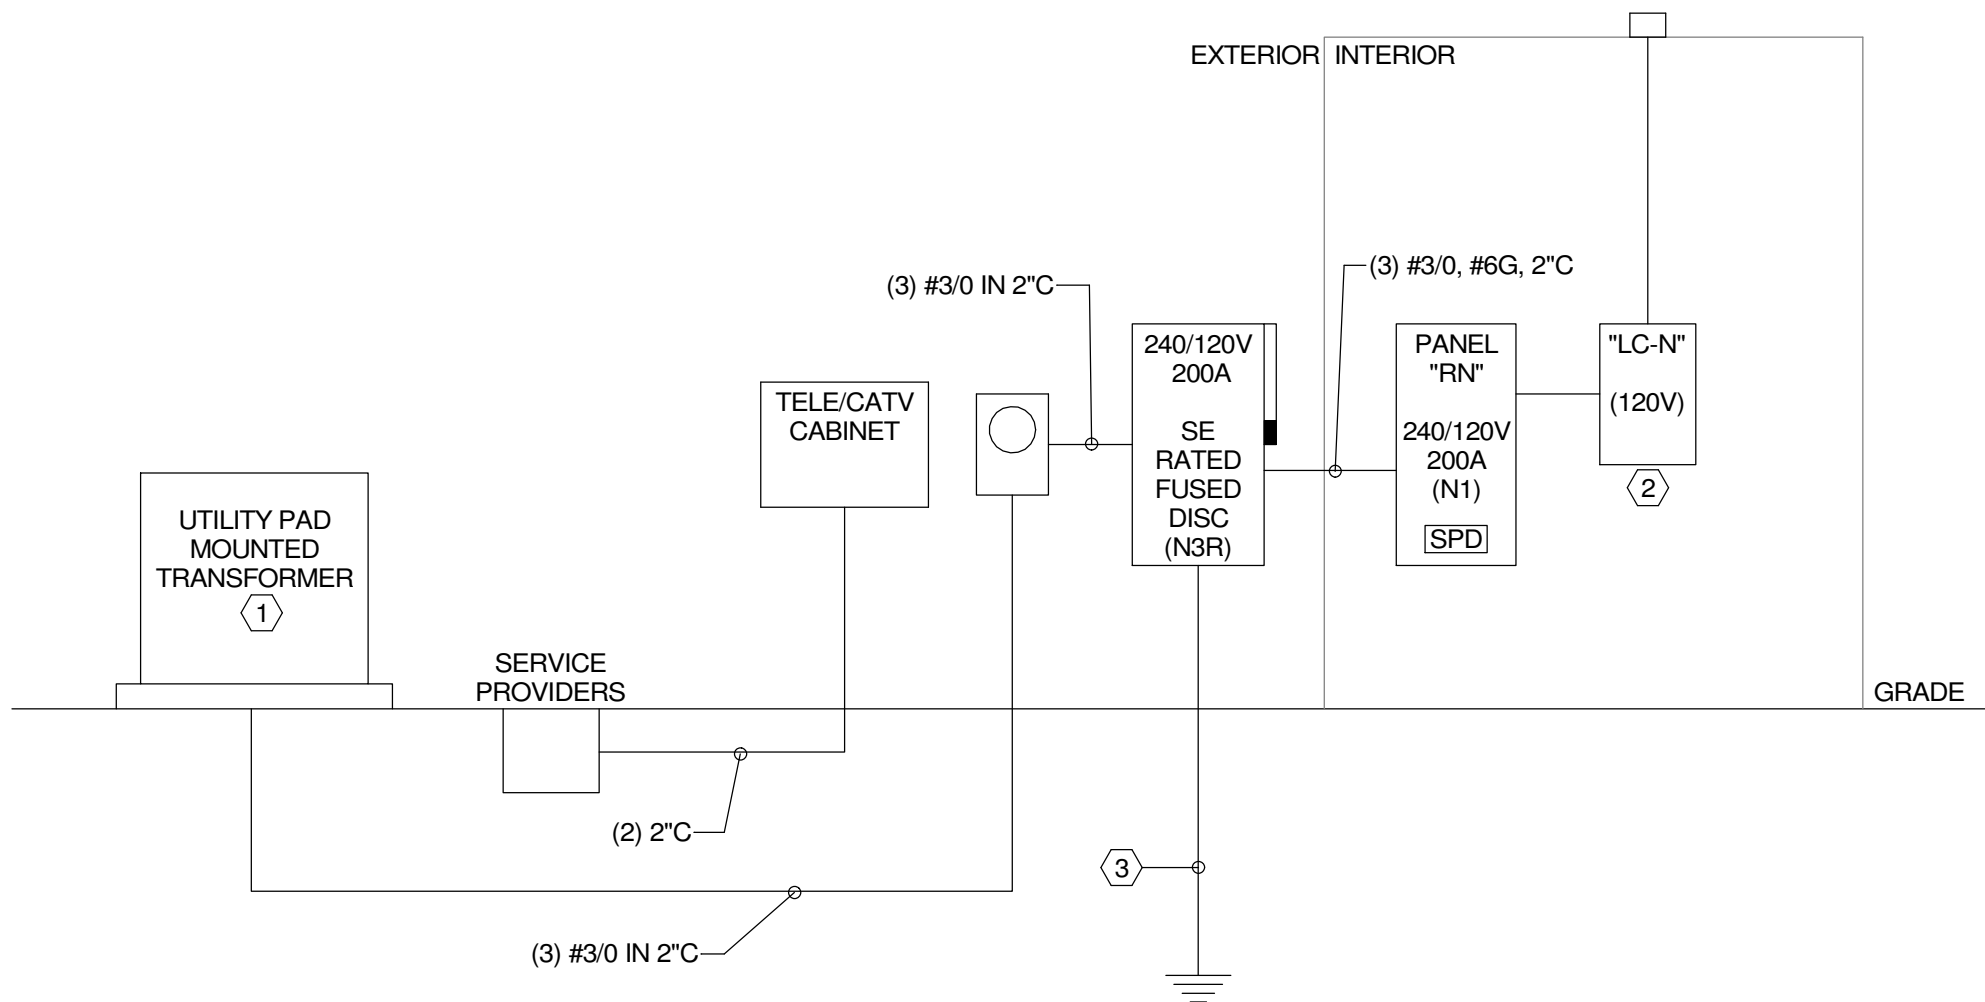 EXTERIOR
INTERIOR
(3) #3/0 IN 2"C
(3) #3/0, #6G, 2"C
240/120V
200A
SE
RATED
FUSED
DISC
(N3R)
PANEL
"RN"
240/120V
200A
(N1)
SPD
"LC-N"
(120V)
2
TELE/CATV
CABINET
UTILITY PAD
MOUNTED
TRANSFORMER
1
SERVICE
PROVIDERS
GRADE
(2) 2"C
3
(3) #3/0 IN 2"C